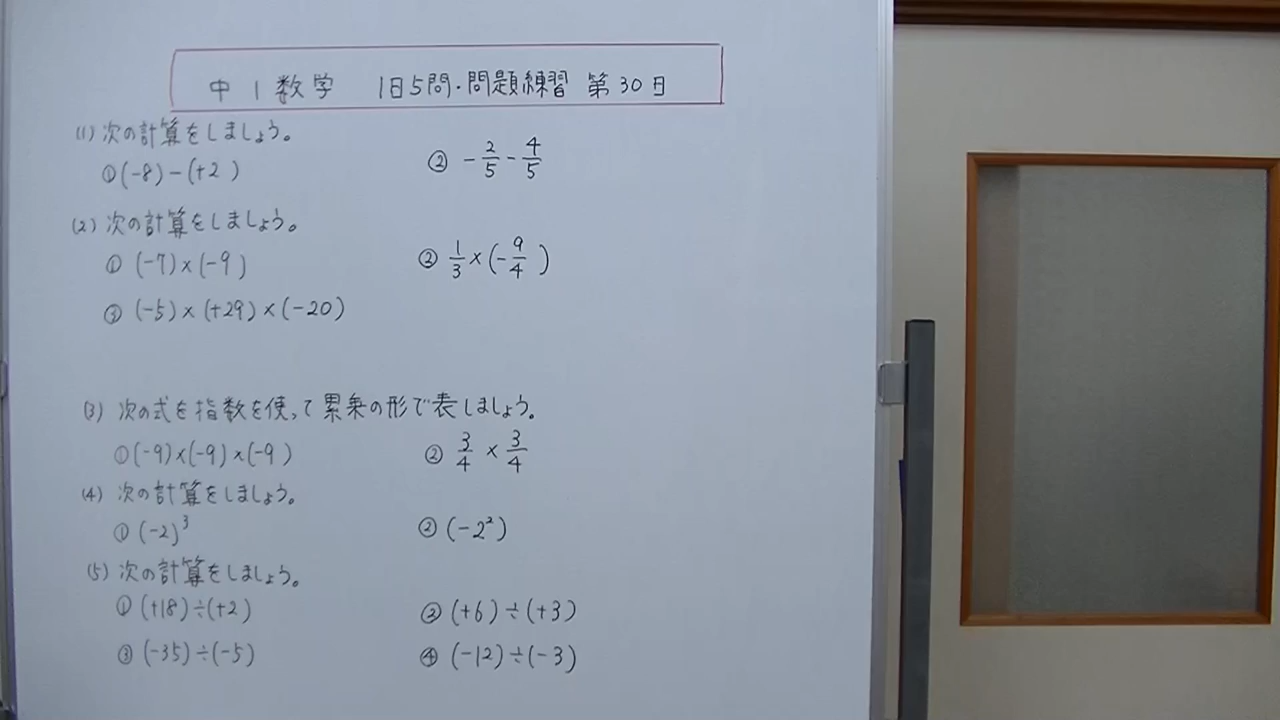 中1数学 1日5問・問題練習 第30日
(1) 次の計算をしましょう。
① (-8)-(+2) ② -2/5-4/5
(2) 次の計算をしましょう。
① (-7)×(-9) ② 1/3×(-9/4)
③ (-5)×(+29)×(-20)
(3) 次の式を指数を使って累乗の形で表しましょう。
① (-9)×(-9)×(-9) ② 3/4×3/4
(4) 次の計算をしましょう。
① (-2)³ ② (-2²)
(5) 次の計算をしましょう。
① (+18)÷(+2) ② (+6)÷(+3)
③ (-35)÷(-5) ④ (-12)÷(-3)